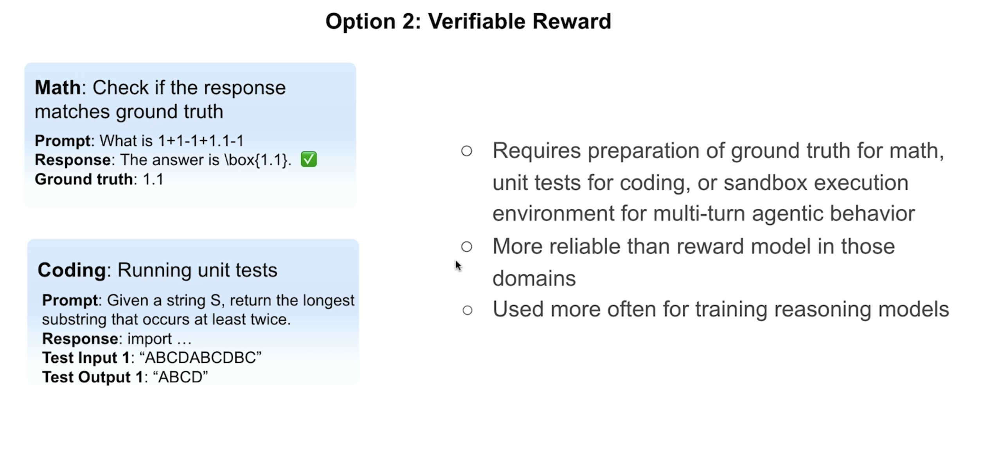 Option 2: Verifiable Reward
Math: Check if the response
matches ground truth
Prompt: What is 1+1-1+1.1-1
Response: The answer is \box{1.1}. ✅
Ground truth: 1.1
Coding: Running unit tests
Prompt: Given a string S, return the longest
substring that occurs at least twice.
Response: import …
Test Input 1: “ABCDABCDBC”
Test Output 1: “ABCD”
○ Requires preparation of ground truth for math,
unit tests for coding, or sandbox execution
environment for multi-turn agentic behavior
○ More reliable than reward model in those
domains
○ Used more often for training reasoning models